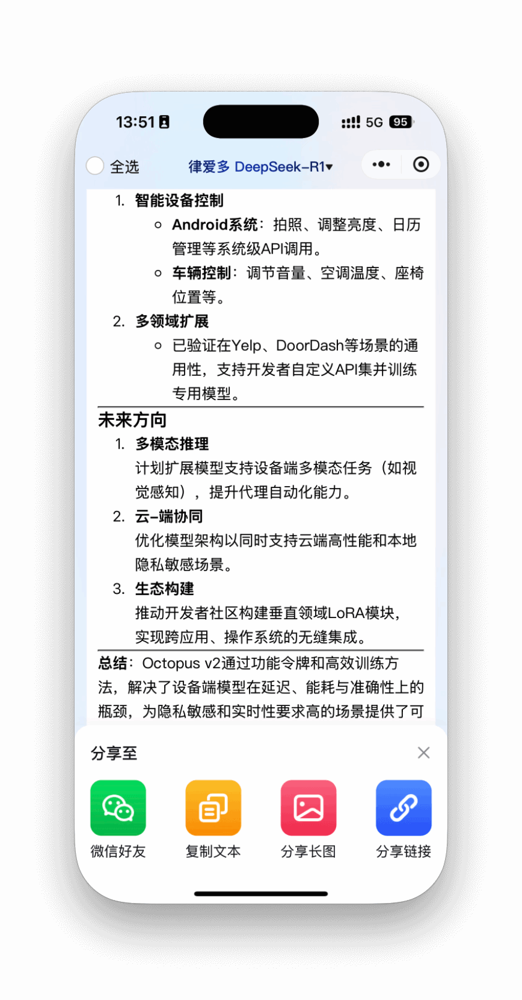 13:51
5G 95
全选
律爱多 DeepSeek-R1▾
1. 智能设备控制
Android系统：拍照、调整亮度、日历
管理等系统级API调用。
车辆控制：调节音量、空调温度、座椅
位置等。
2. 多领域扩展
已验证在Yelp、DoorDash等场景的通
用性，支持开发者自定义API集并训练
专用模型。
未来方向
1. 多模态推理
计划扩展模型支持设备端多模态任务（如视
觉感知），提升代理自动化能力。
2. 云-端协同
优化模型架构以同时支持云端高性能和本地
隐私敏感场景。
3. 生态构建
推动开发者社区构建垂直领域LoRA模块，
实现跨应用、操作系统的无缝集成。
总结：Octopus v2通过功能令牌和高效训练方
法，解决了设备端模型在延迟、能耗与准确性上的
瓶颈，为隐私敏感和实时性要求高的场景提供了可
分享至
微信好友
复制文本
分享长图
分享链接